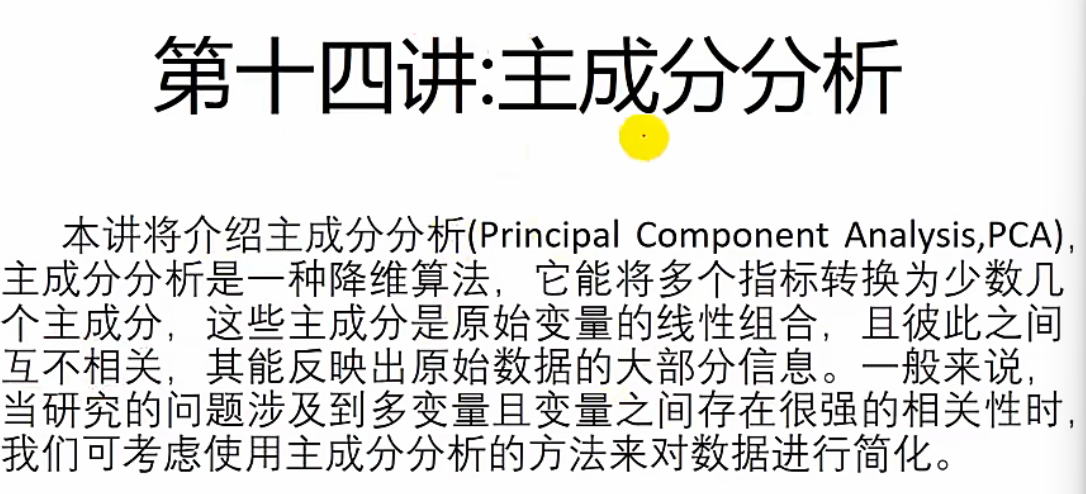 第十四讲:主成分分析
本讲将介绍主成分分析(Principal Component Analysis,PCA),
主成分分析是一种降维算法，它能将多个指标转换为少数几
个主成分，这些主成分是原始变量的线性组合，且彼此之间
互不相关，其能反映出原始数据的大部分信息。一般来说，
当研究的问题涉及到多变量且变量之间存在很强的相关性时，
我们可考虑使用主成分分析的方法来对数据进行简化。